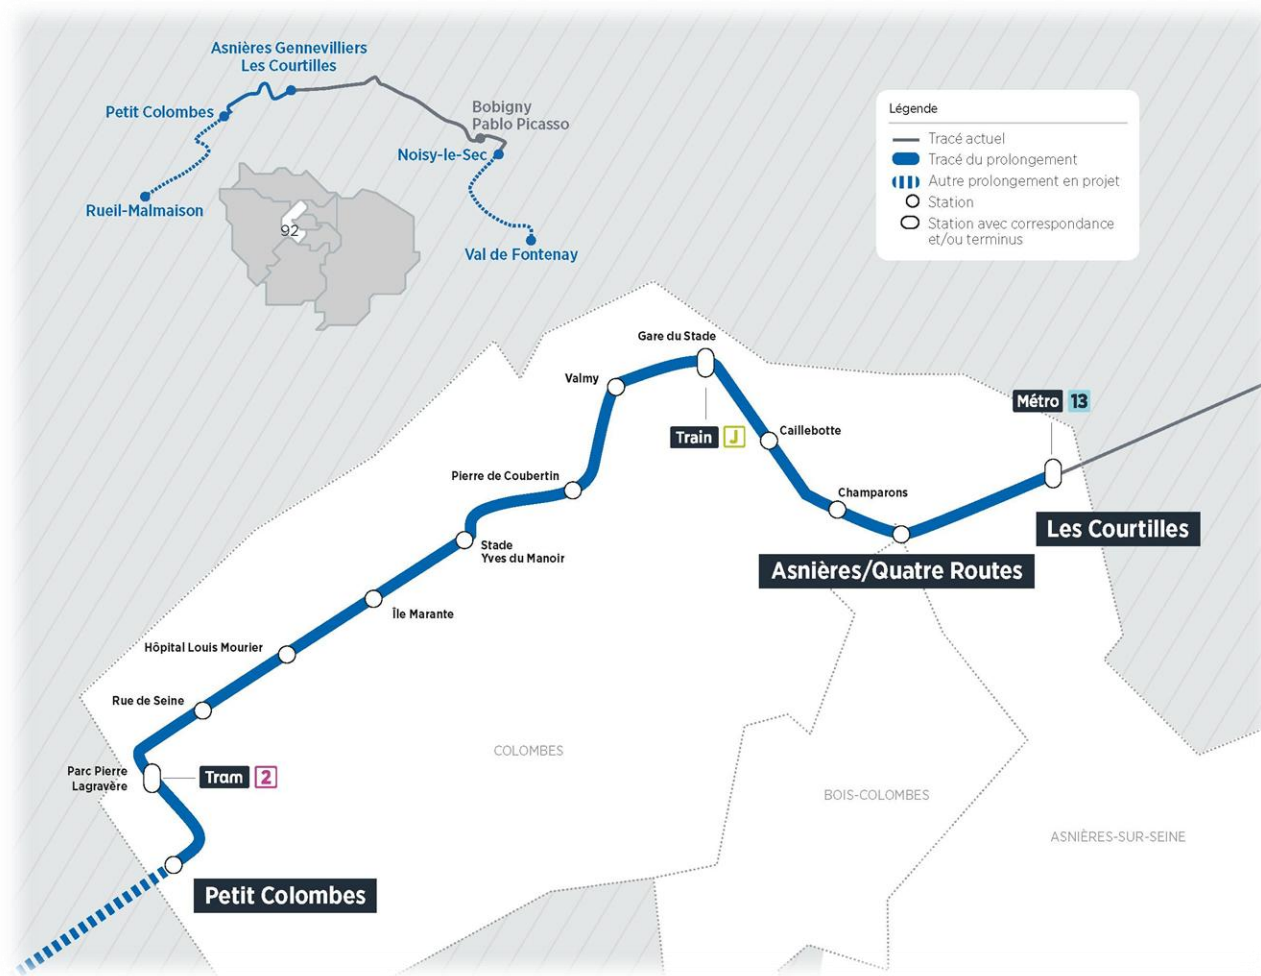 Asnières Gennevilliers
Les Courtilles
Petit Colombes
Bobigny
Pablo Picasso
Noisy-le-Sec
Rueil-Malmaison
92
Val de Fontenay
Légende
Tracé actuel
Tracé du prolongement
Autre prolongement en projet
Station
Station avec correspondance
et/ou terminus
Gare du Stade
Valmy
Métro 13
Train J
Caillebotte
Pierre de Coubertin
Champarons
Les Courtilles
Stade
Yves du Manoir
Asnières/Quatre Routes
Île Marante
Hôpital Louis Mourier
Rue de Seine
COLOMBES
Parc Pierre
Lagravère
Tram 2
BOIS-COLOMBES
ASNIÈRES-SUR-SEINE
Petit Colombes